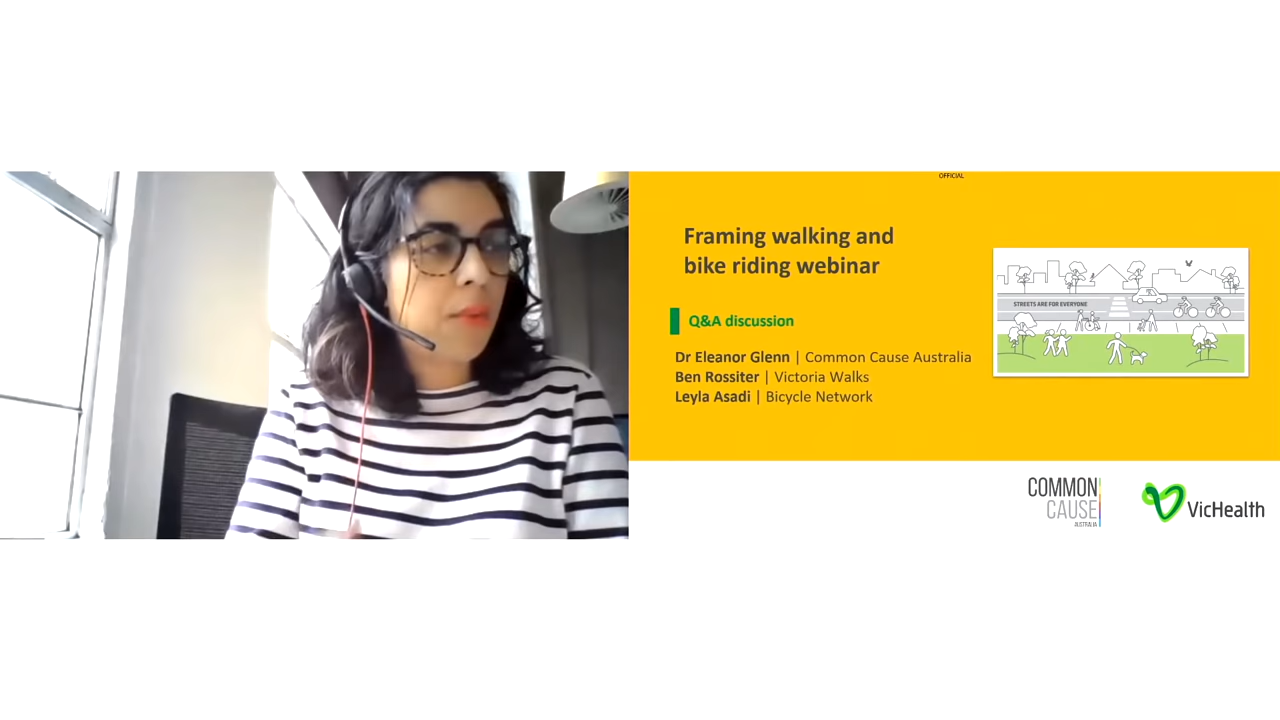 OFFICIAL
Framing walking and
bike riding webinar
Q&A discussion
Dr Eleanor Glenn | Common Cause Australia
Ben Rossiter | Victoria Walks
Leyla Asadi | Bicycle Network
STREETS ARE FOR EVERYONE
COMMON
CAUSE
AUSTRALIA
VicHealth